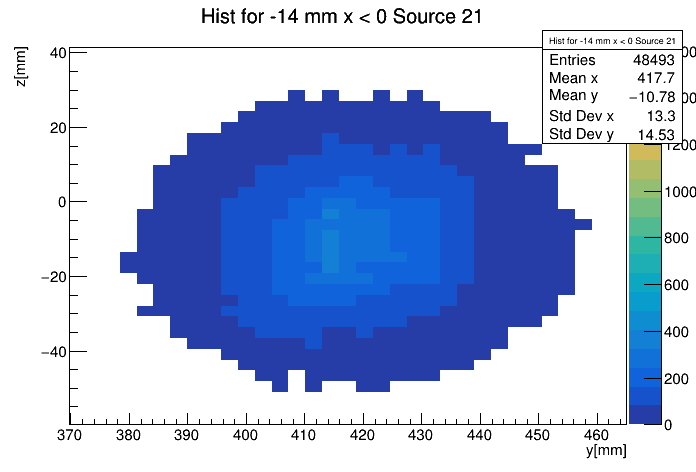 Hist for -14 mm x < 0 Source 21
z[mm]
Hist for -14 mm x < 0 Source 21
Entries 48493
Mean x 417.7
Mean y −10.78
Std Dev x 13.3
Std Dev y 14.53
40
20
0
−20
−40
1200
1000
800
600
400
200
0
370 380 390 400 410 420 430 440 450 460
y[mm]